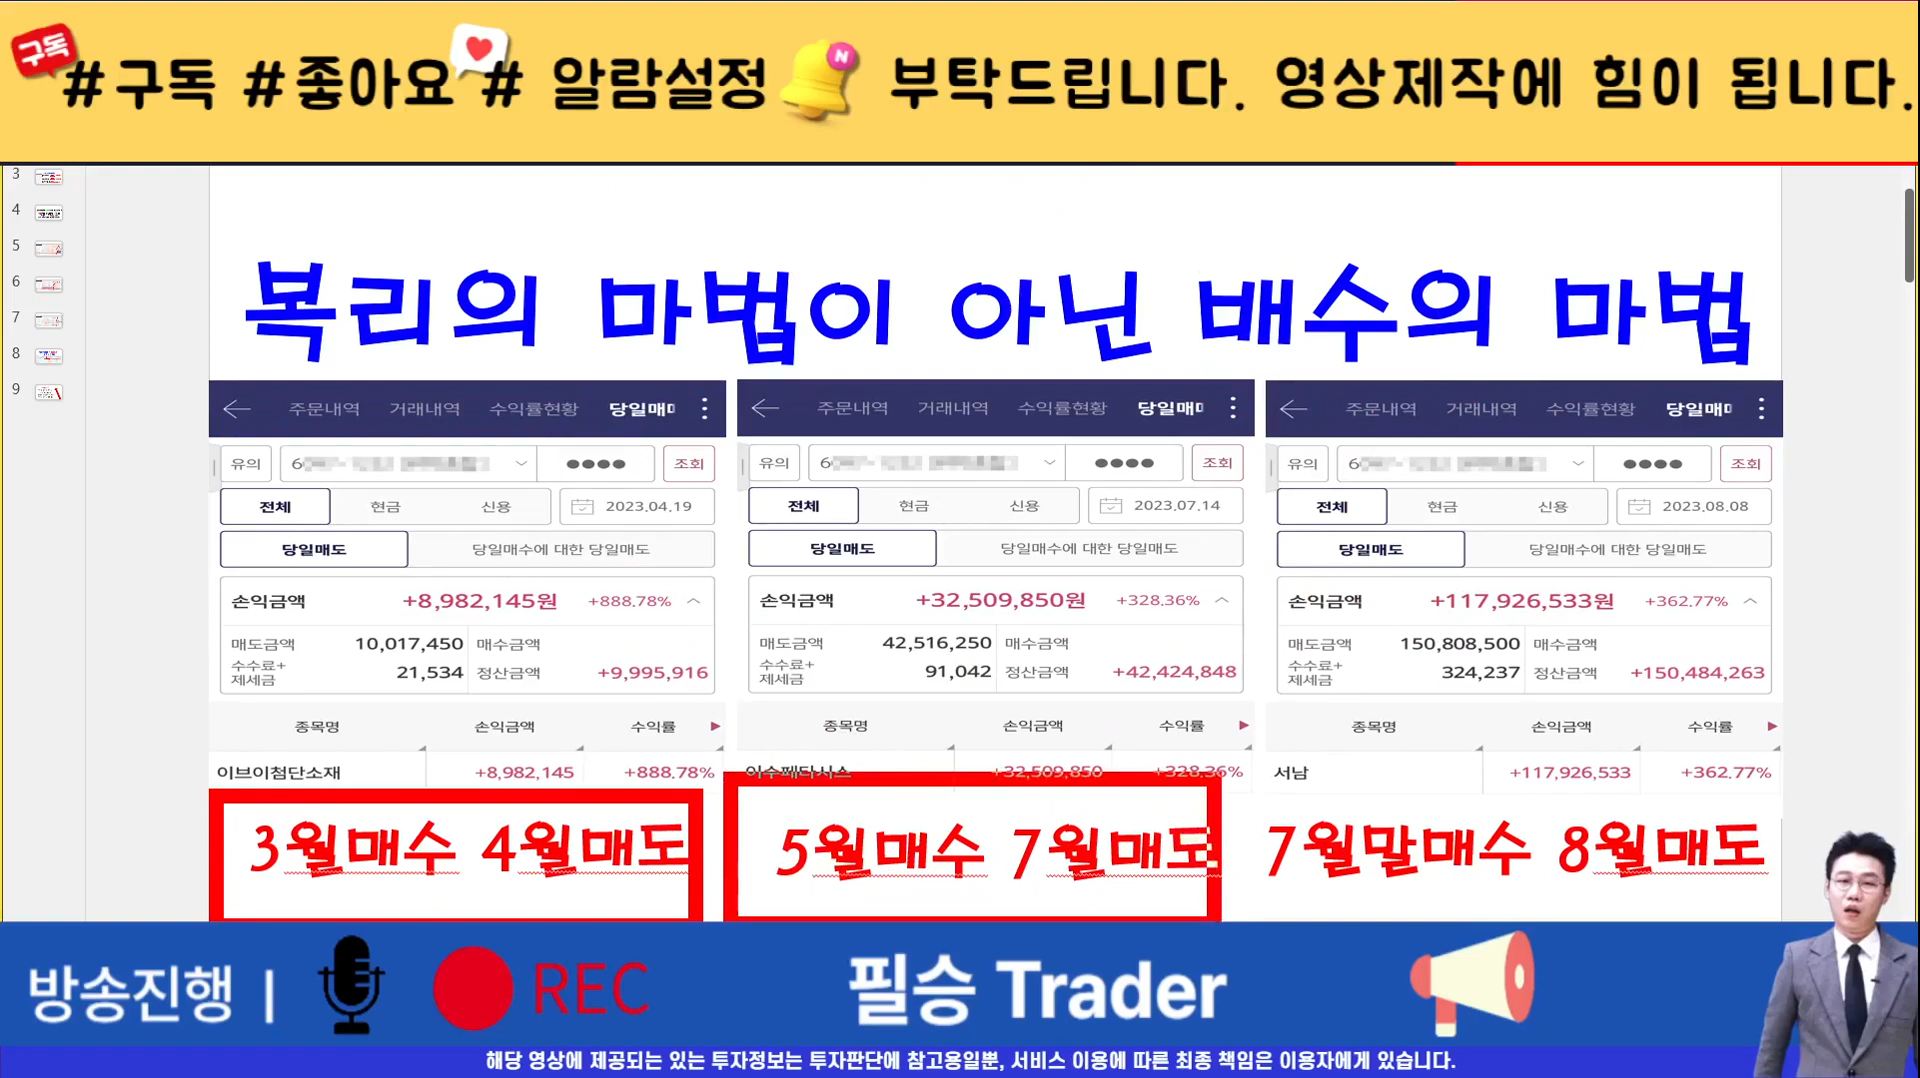 구독
#구독 #좋아요 # 알람설정 N 부탁드립니다. 영상제작에 힘이 됩니다.
3
4
5
6
7
8
9
복리의 마법이 아닌 배수의 마법
주문내역 거래내역 수익률현황 당일매
유의 6 ●●●● 조회
전체 현금 신용 2023.04.19
당일매도 당일매수에 대한 당일매도
손익금액 +8,982,145원 +888.78%
매도금액 10,017,450 매수금액
수수료+
제세금 21,534 정산금액 +9,995,916
종목명 손익금액 수익률
이브이첨단소재 +8,982,145 +888.78%
3월매수 4월매도
주문내역 거래내역 수익률현황 당일매
유의 6 ●●●● 조회
전체 현금 신용 2023.07.14
당일매도 당일매수에 대한 당일매도
손익금액 +32,509,850원 +328.36%
매도금액 42,516,250 매수금액
수수료+
제세금 91,042 정산금액 +42,424,848
종목명 손익금액 수익률
이수페타시스 +32,509,850 +328.36%
5월매수 7월매도
주문내역 거래내역 수익률현황 당일매
유의 6 ●●●● 조회
전체 현금 신용 2023.08.08
당일매도 당일매수에 대한 당일매도
손익금액 +117,926,533원 +362.77%
매도금액 150,808,500 매수금액
수수료+
제세금 324,237 정산금액 +150,484,263
종목명 손익금액 수익률
서남 +117,926,533 +362.77%
7월말매수 8월매도
방송진행 | REC 필승 Trader
해당 영상에 제공되는 있는 투자정보는 투자판단에 참고용일뿐, 서비스 이용에 따른 최종 책임은 이용자에게 있습니다.